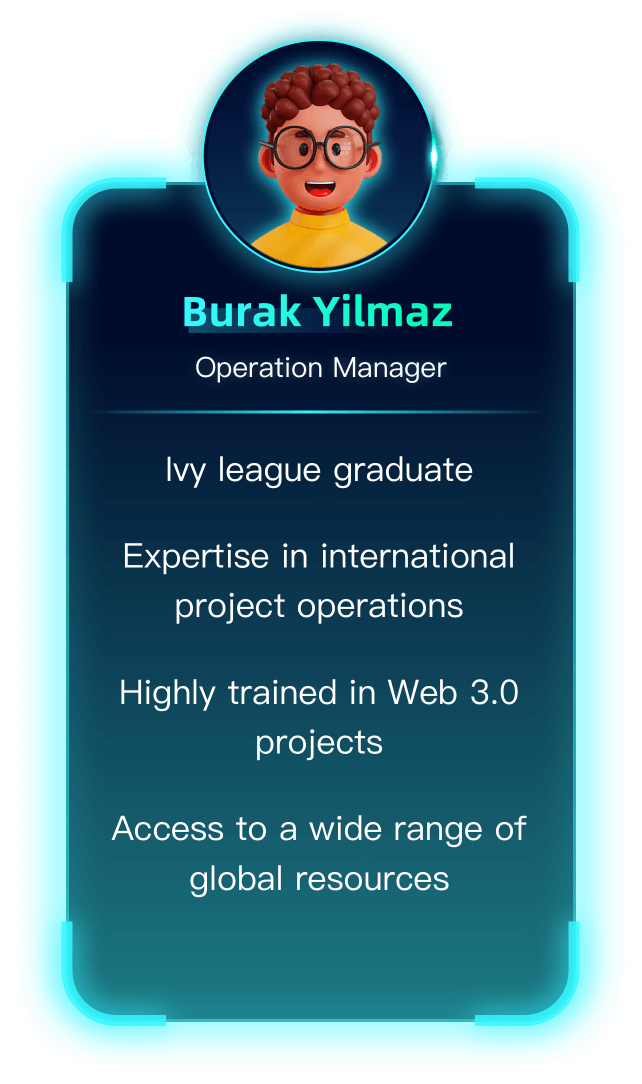 Burak Yilmaz
Operation Manager
Ivy league graduate
Expertise in international
project operations
Highly trained in Web 3.0
projects
Access to a wide range of
global resources